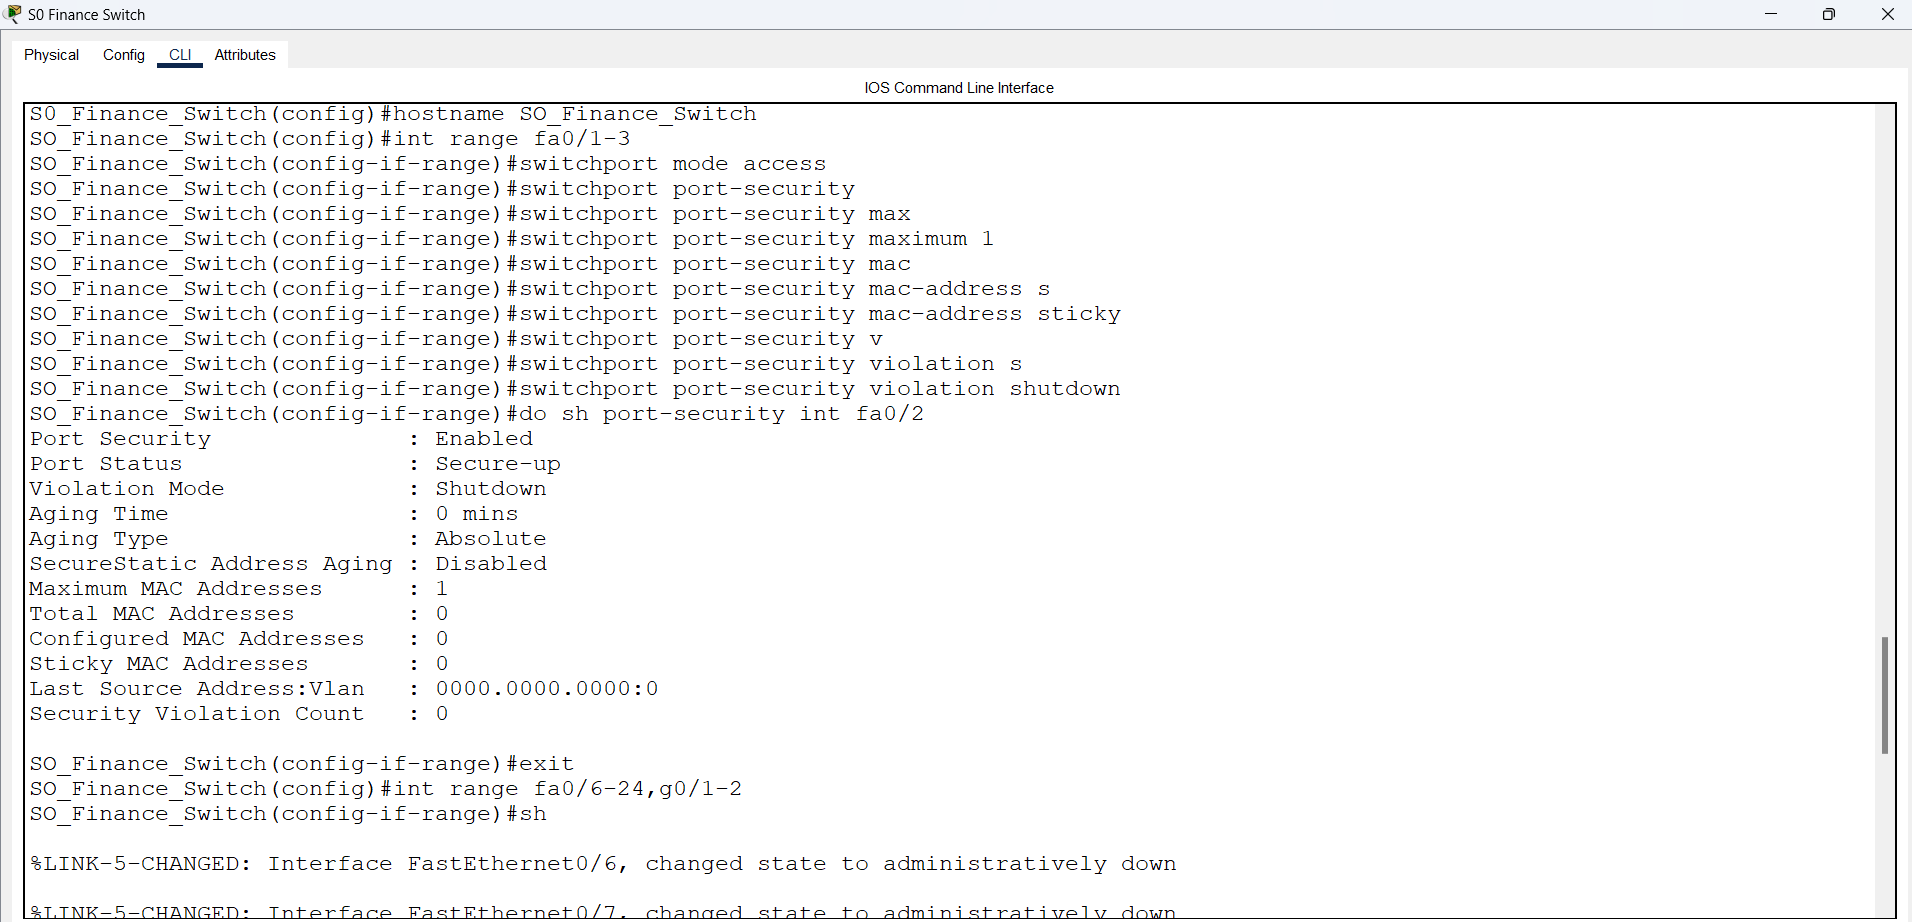 S0 Finance Switch
Physical Config CLI Attributes
IOS Command Line Interface
S0_Finance_Switch(config)#hostname SO_Finance_Switch
SO_Finance_Switch(config)#int range fa0/1-3
SO_Finance_Switch(config-if-range)#switchport mode access
SO_Finance_Switch(config-if-range)#switchport port-security
SO_Finance_Switch(config-if-range)#switchport port-security max
SO_Finance_Switch(config-if-range)#switchport port-security maximum 1
SO_Finance_Switch(config-if-range)#switchport port-security mac
SO_Finance_Switch(config-if-range)#switchport port-security mac-address s
SO_Finance_Switch(config-if-range)#switchport port-security mac-address sticky
SO_Finance_Switch(config-if-range)#switchport port-security v
SO_Finance_Switch(config-if-range)#switchport port-security violation s
SO_Finance_Switch(config-if-range)#switchport port-security violation shutdown
SO_Finance_Switch(config-if-range)#do sh port-security int fa0/2
Port Security : Enabled
Port Status : Secure-up
Violation Mode : Shutdown
Aging Time : 0 mins
Aging Type : Absolute
SecureStatic Address Aging : Disabled
Maximum MAC Addresses : 1
Total MAC Addresses : 0
Configured MAC Addresses : 0
Sticky MAC Addresses : 0
Last Source Address:Vlan : 0000.0000.0000:0
Security Violation Count : 0
SO_Finance_Switch(config-if-range)#exit
SO_Finance_Switch(config)#int range fa0/6-24,g0/1-2
SO_Finance_Switch(config-if-range)#sh
%LINK-5-CHANGED: Interface FastEthernet0/6, changed state to administratively down
%LINK-5-CHANGED: Interface FastEthernet0/7, changed state to administratively down